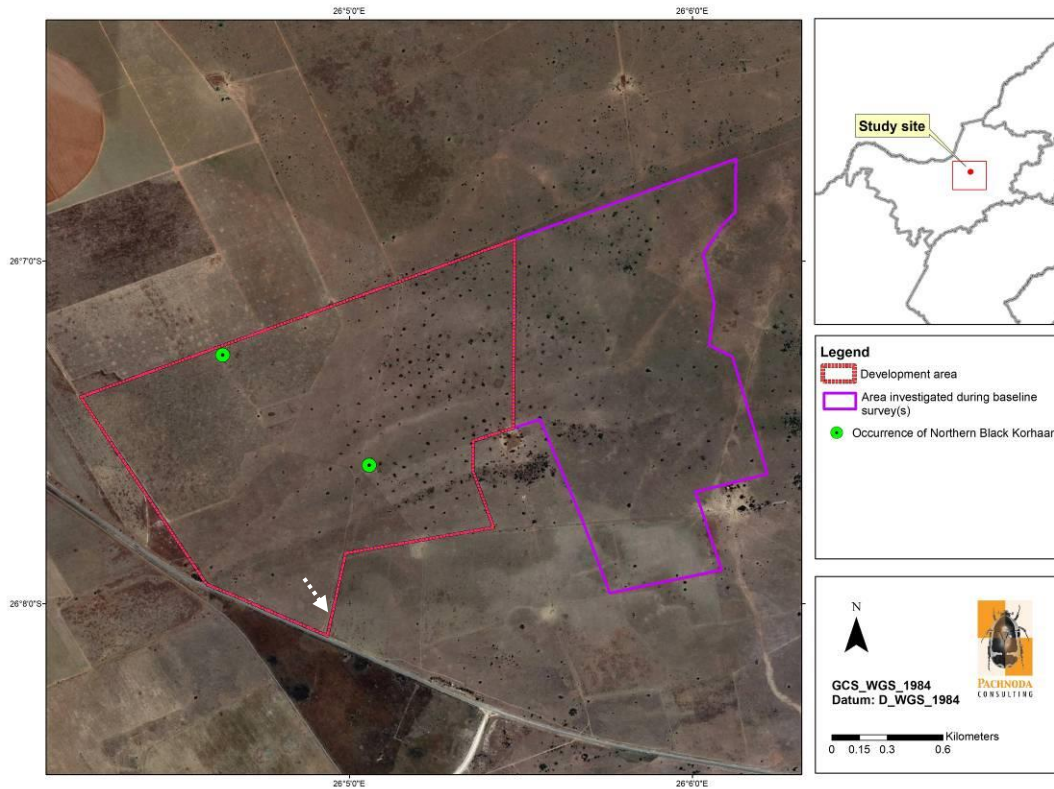 26°5'0"E
26°6'0"E
26°7'0"S
26°8'0"S
26°5'0"E
26°6'0"E
Study site
Legend
Development area
Area investigated during baseline
survey(s)
Occurrence of Northern Black Korhaan
N
GCS_WGS_1984
Datum: D_WGS_1984
PACHNODA
CONSULTING
Kilometers
0 0.15 0.3 0.6